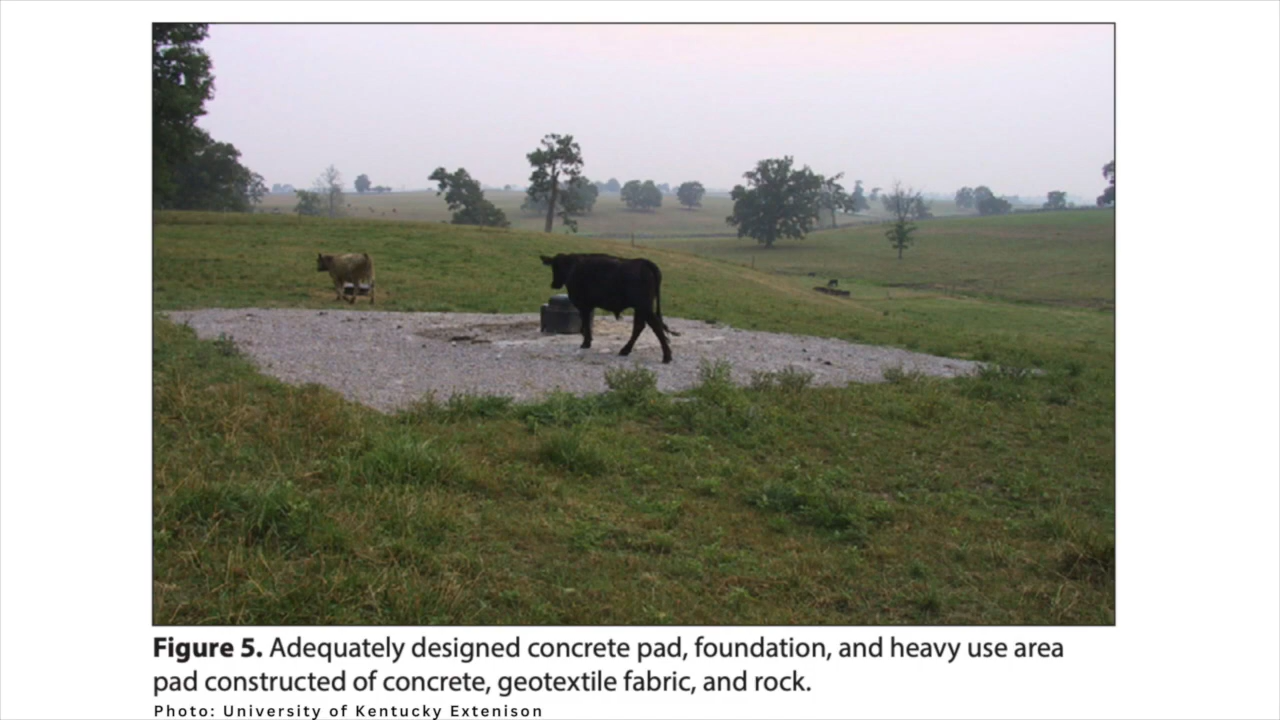 Figure 5. Adequately designed concrete pad, foundation, and heavy use area
pad constructed of concrete, geotextile fabric, and rock.
Photo: University of Kentucky Extenison